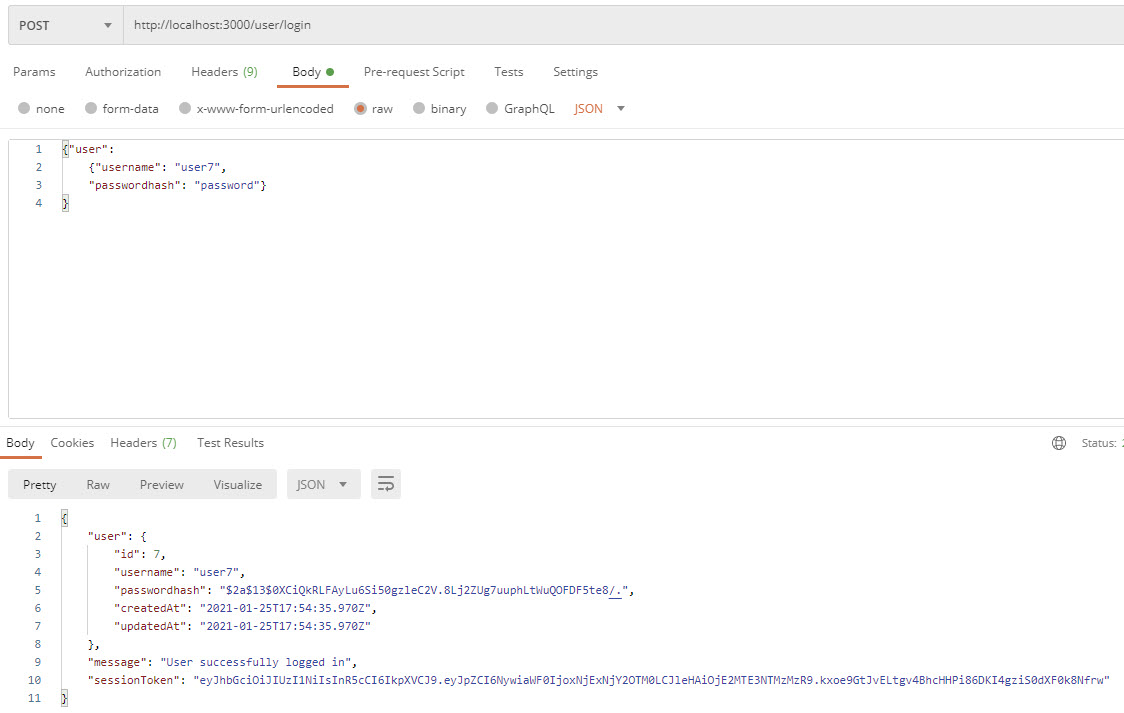 POST http://localhost:3000/user/login
Params Authorization Headers (9) Body Pre-request Script Tests Settings
none form-data x-www-form-urlencoded raw binary GraphQL JSON
1 {"user":
2 {"username": "user7",
3 "passwordhash": "password"}
4 }
Body Cookies Headers (7) Test Results Status: 2
Pretty Raw Preview Visualize JSON
1 {
2 "user": {
3 "id": 7,
4 "username": "user7",
5 "passwordhash": "$2a$13$0XCiQkRLFAyLu6Si50gzleC2V.8Lj2ZUg7uuphLtWuQOFDF5te8/.",
6 "createdAt": "2021-01-25T17:54:35.970Z",
7 "updatedAt": "2021-01-25T17:54:35.970Z"
8 },
9 "message": "User successfully logged in",
10 "sessionToken": "eyJhbGciOiJIUzI1NiIsInR5cCI6IkpXVCJ9.eyJpZCI6NywiaWF0IjoxNjExNjY2OTM0LCJleHAiOjE2MTE3NTMzMzR9.kxoe9GtJvELtgv4BhcHHPi86DKI4gziS0dXF0k8Nfrw"
11 }